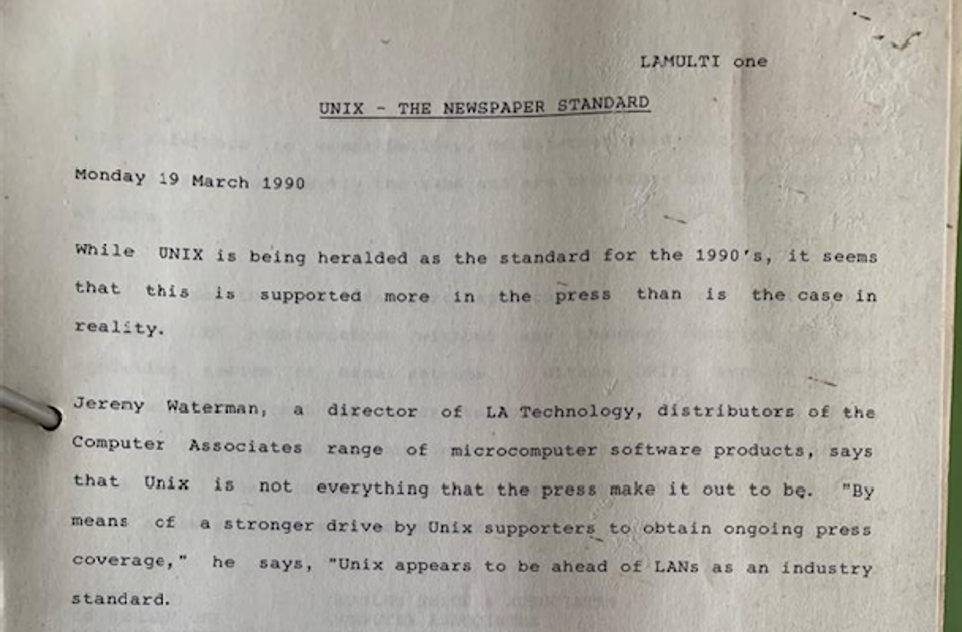 LAMULTI one
UNIX - THE NEWSPAPER STANDARD
Monday 19 March 1990
While UNIX is being heralded as the standard for the 1990's, it seems
that this is supported more in the press than is the case in
reality.
Jeremy Waterman, a director of LA Technology, distributors of the
Computer Associates range of microcomputer software products, says
that Unix is not everything that the press make it out to be. "By
means of a stronger drive by Unix supporters to obtain ongoing press
coverage," he says, "Unix appears to be ahead of LANs as an industry
standard.